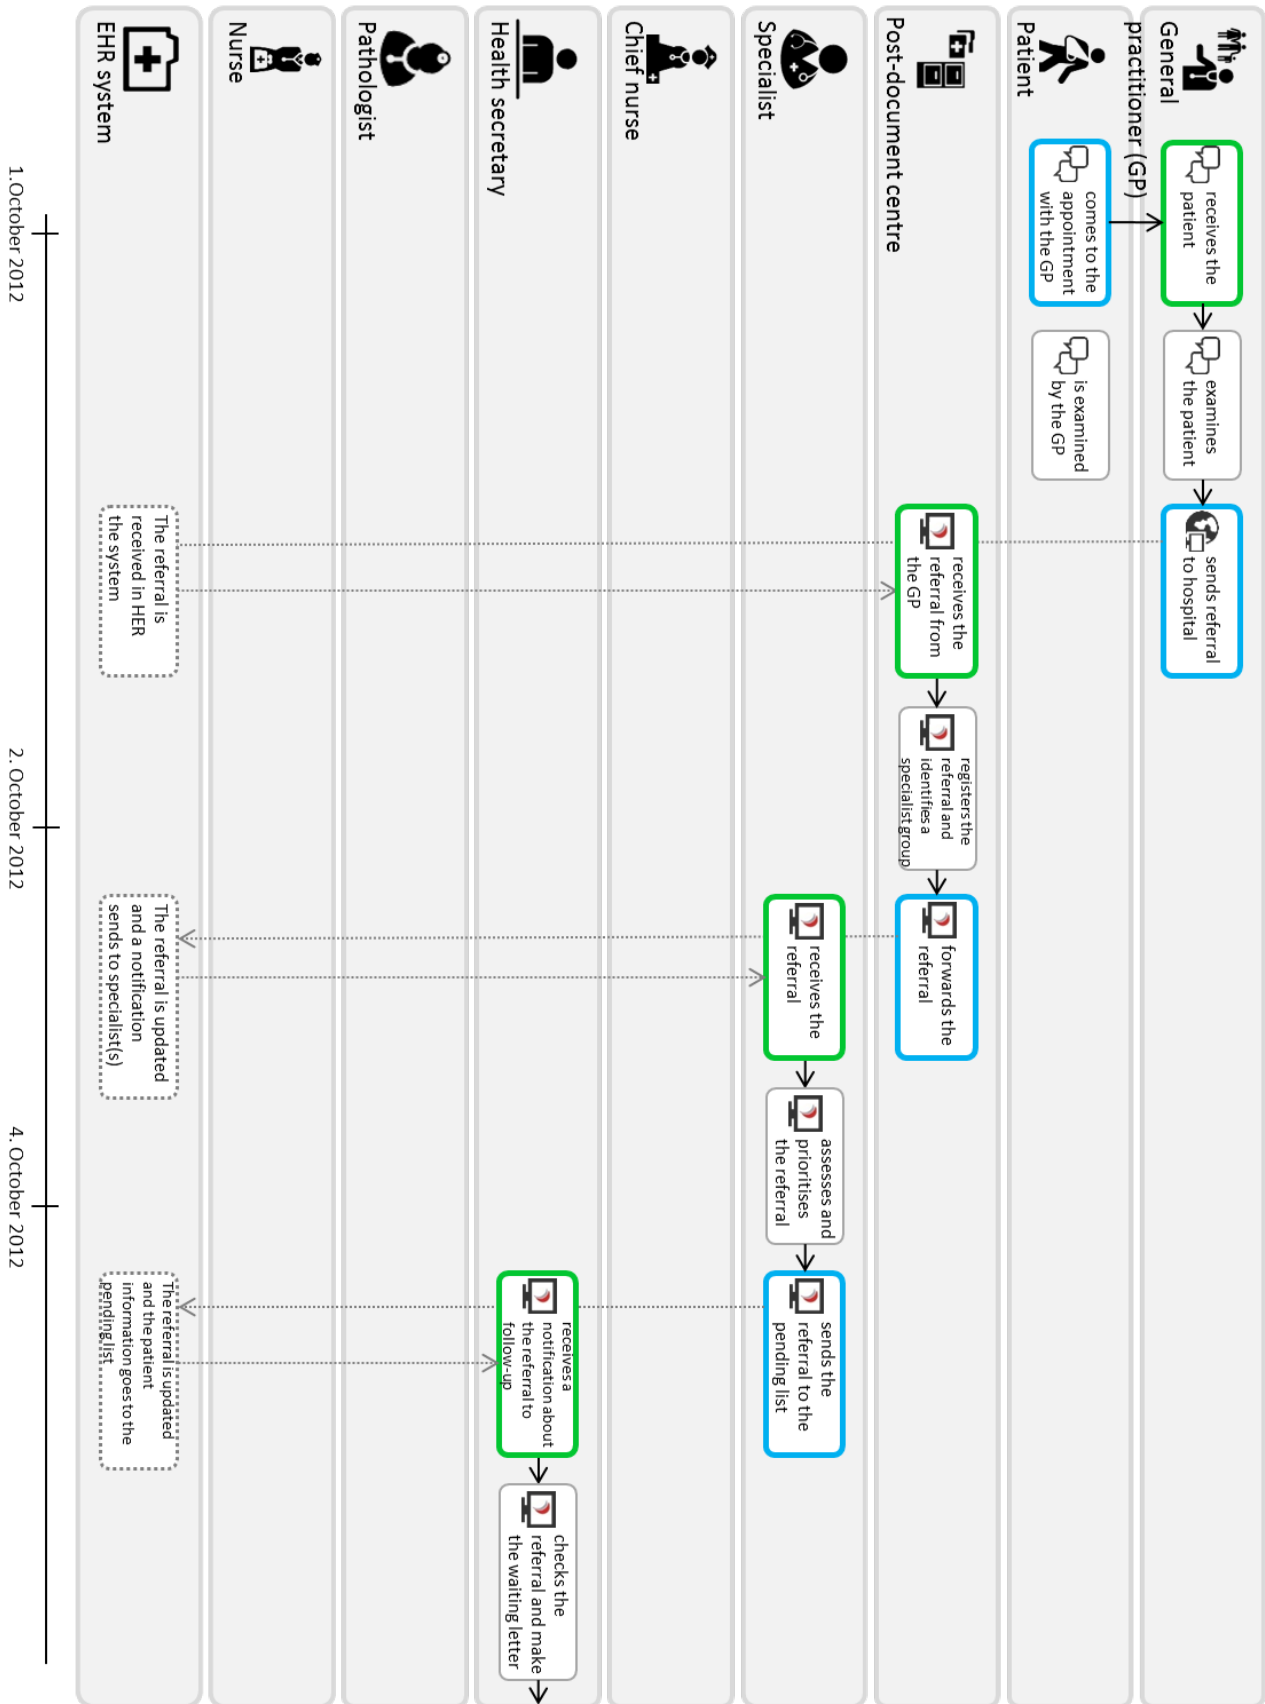 General
practitioner (GP)
receives the
patient
examines
the patient
sends referral
to hospital
Patient
comes to the
appointment
with the GP
is examined
by the GP
Post-document centre
receives the
referral from
the GP
registers the
referral and
identifies a
specialist group
forwards the
referral
Specialist
receives the
referral
assesses and
prioritises
the referral
sends the
referral to the
pending list
Chief nurse
Health secretary
receives a
notification about
the referral to
follow-up
checks the
referral and make
the waiting letter
Pathologist
Nurse
EHR system
The referral is
received in HER
the system
The referral is updated
and a notification
sends to specialist(s)
The referral is updated
and the patient
information goes to the
pending list
1.October 2012
2. October 2012
4. October 2012